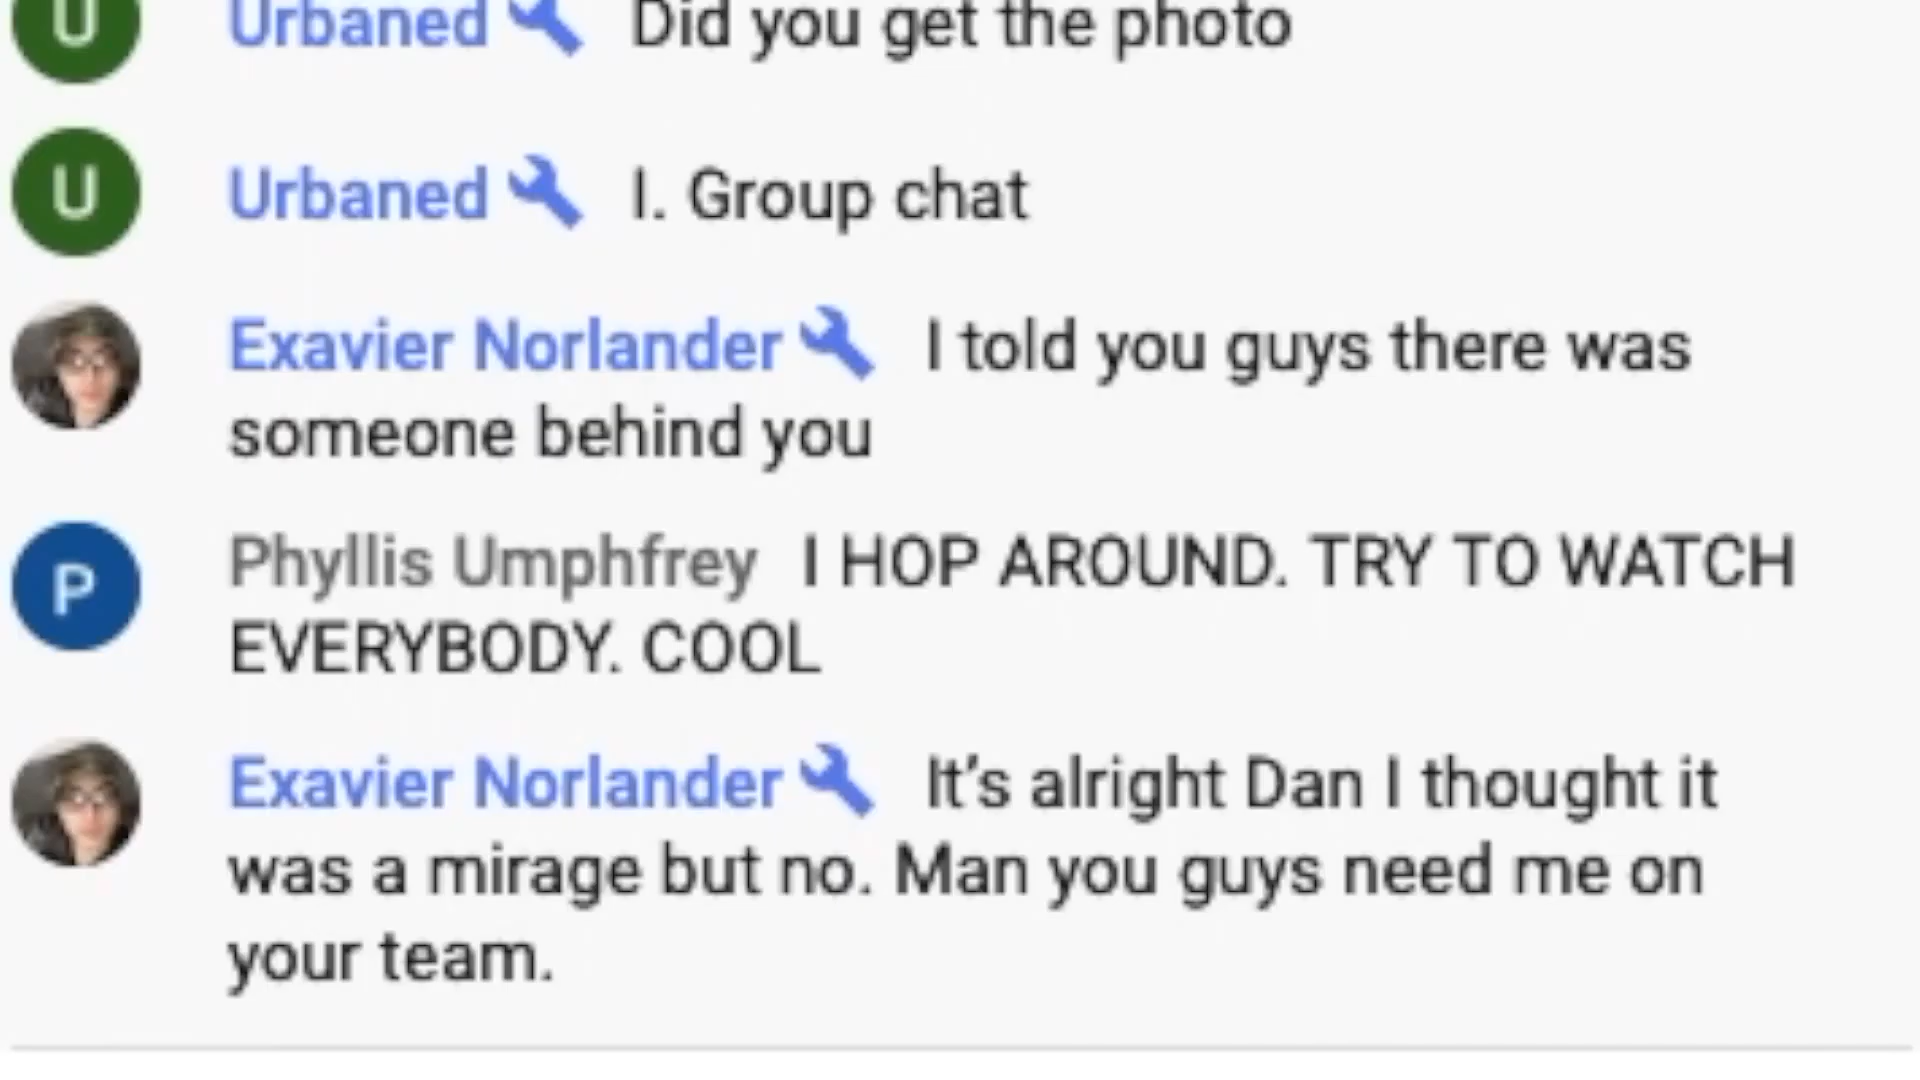 U Urbaned Did you get the photo
U Urbaned I. Group chat
Exavier Norlander I told you guys there was
someone behind you
P Phyllis Umphfrey I HOP AROUND. TRY TO WATCH
EVERYBODY. COOL
Exavier Norlander It's alright Dan I thought it
was a mirage but no. Man you guys need me on
your team.